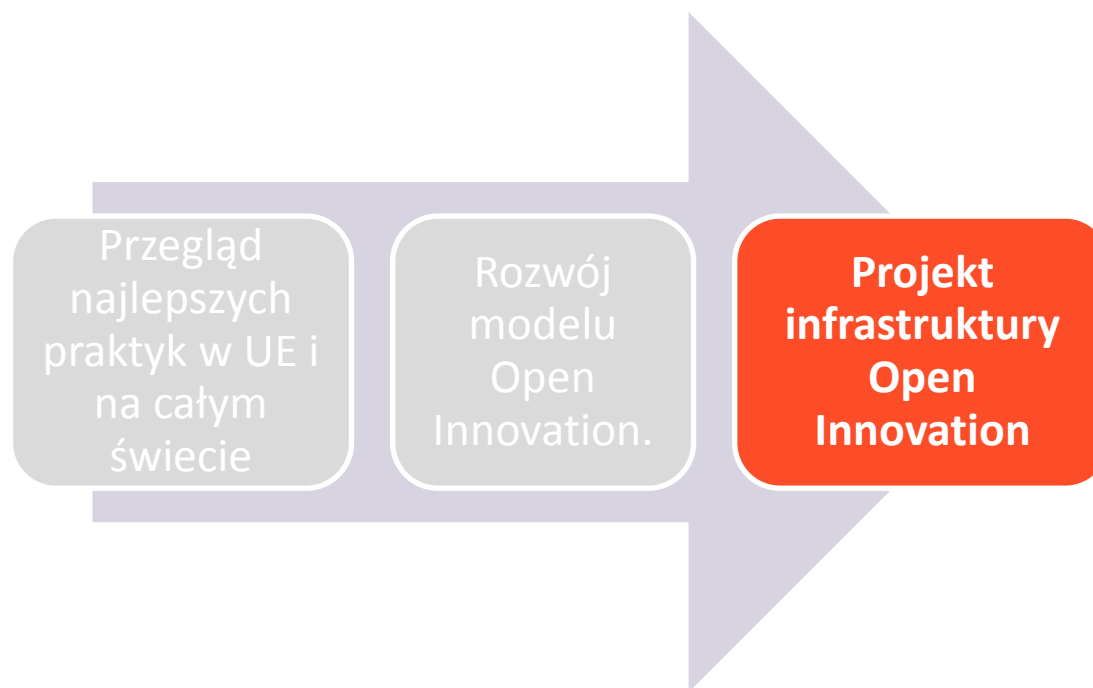 Przegląd
najlepszych
praktyk w UE i
na całym
świecie
Rozwój
modelu
Open
Innovation.
Projekt
infrastruktury
Open
Innovation